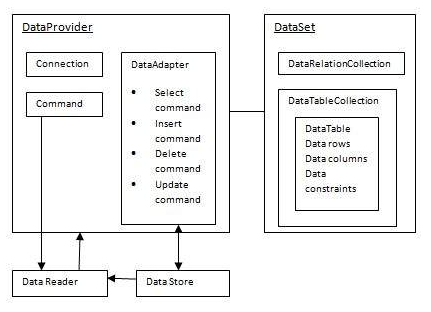 DataProvider
Connection
Command
DataAdapter
• Select
command
• Insert
command
• Delete
command
• Update
command
DataSet
DataRelationCollection
DataTableCollection
DataTable
Data rows
Data columns
Data
constraints
Data Reader
Data Store